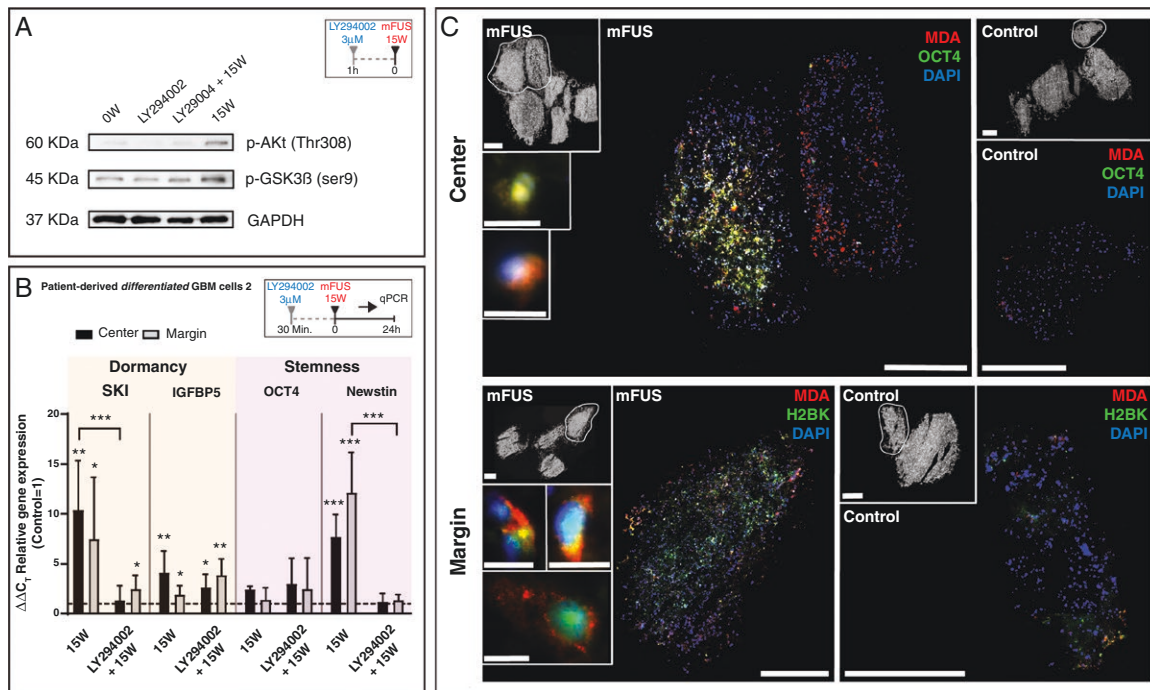 A
LY294002
3µM
mFUS
15W
1h
0
0W
LY294002
LY29004 + 15W
15W
60 KDa
p-AKt (Thr308)
45 KDa
p-GSK3ß (ser9)
37 KDa
GAPDH
B
Patient-derived differentiated GBM cells 2
LY294002
3µM
mFUS
15W
qPCR
30 Min.
0
24h
Center
Margin
Dormancy
Stemness
SKI
IGFBP5
OCT4
Newstin
ΔΔCT Relative gene expression
(Control=1)
20
15
10
5
0
***
**
*
*
**
*
*
**
***
***
***
15W
LY294002
+ 15W
15W
LY294002
+ 15W
15W
LY294002
+ 15W
15W
LY294002
+ 15W
C
Center
mFUS
mFUS
MDA
OCT4
DAPI
Control
Control
MDA
OCT4
DAPI
Margin
mFUS
mFUS
MDA
H2BK
DAPI
Control
Control
MDA
H2BK
DAPI